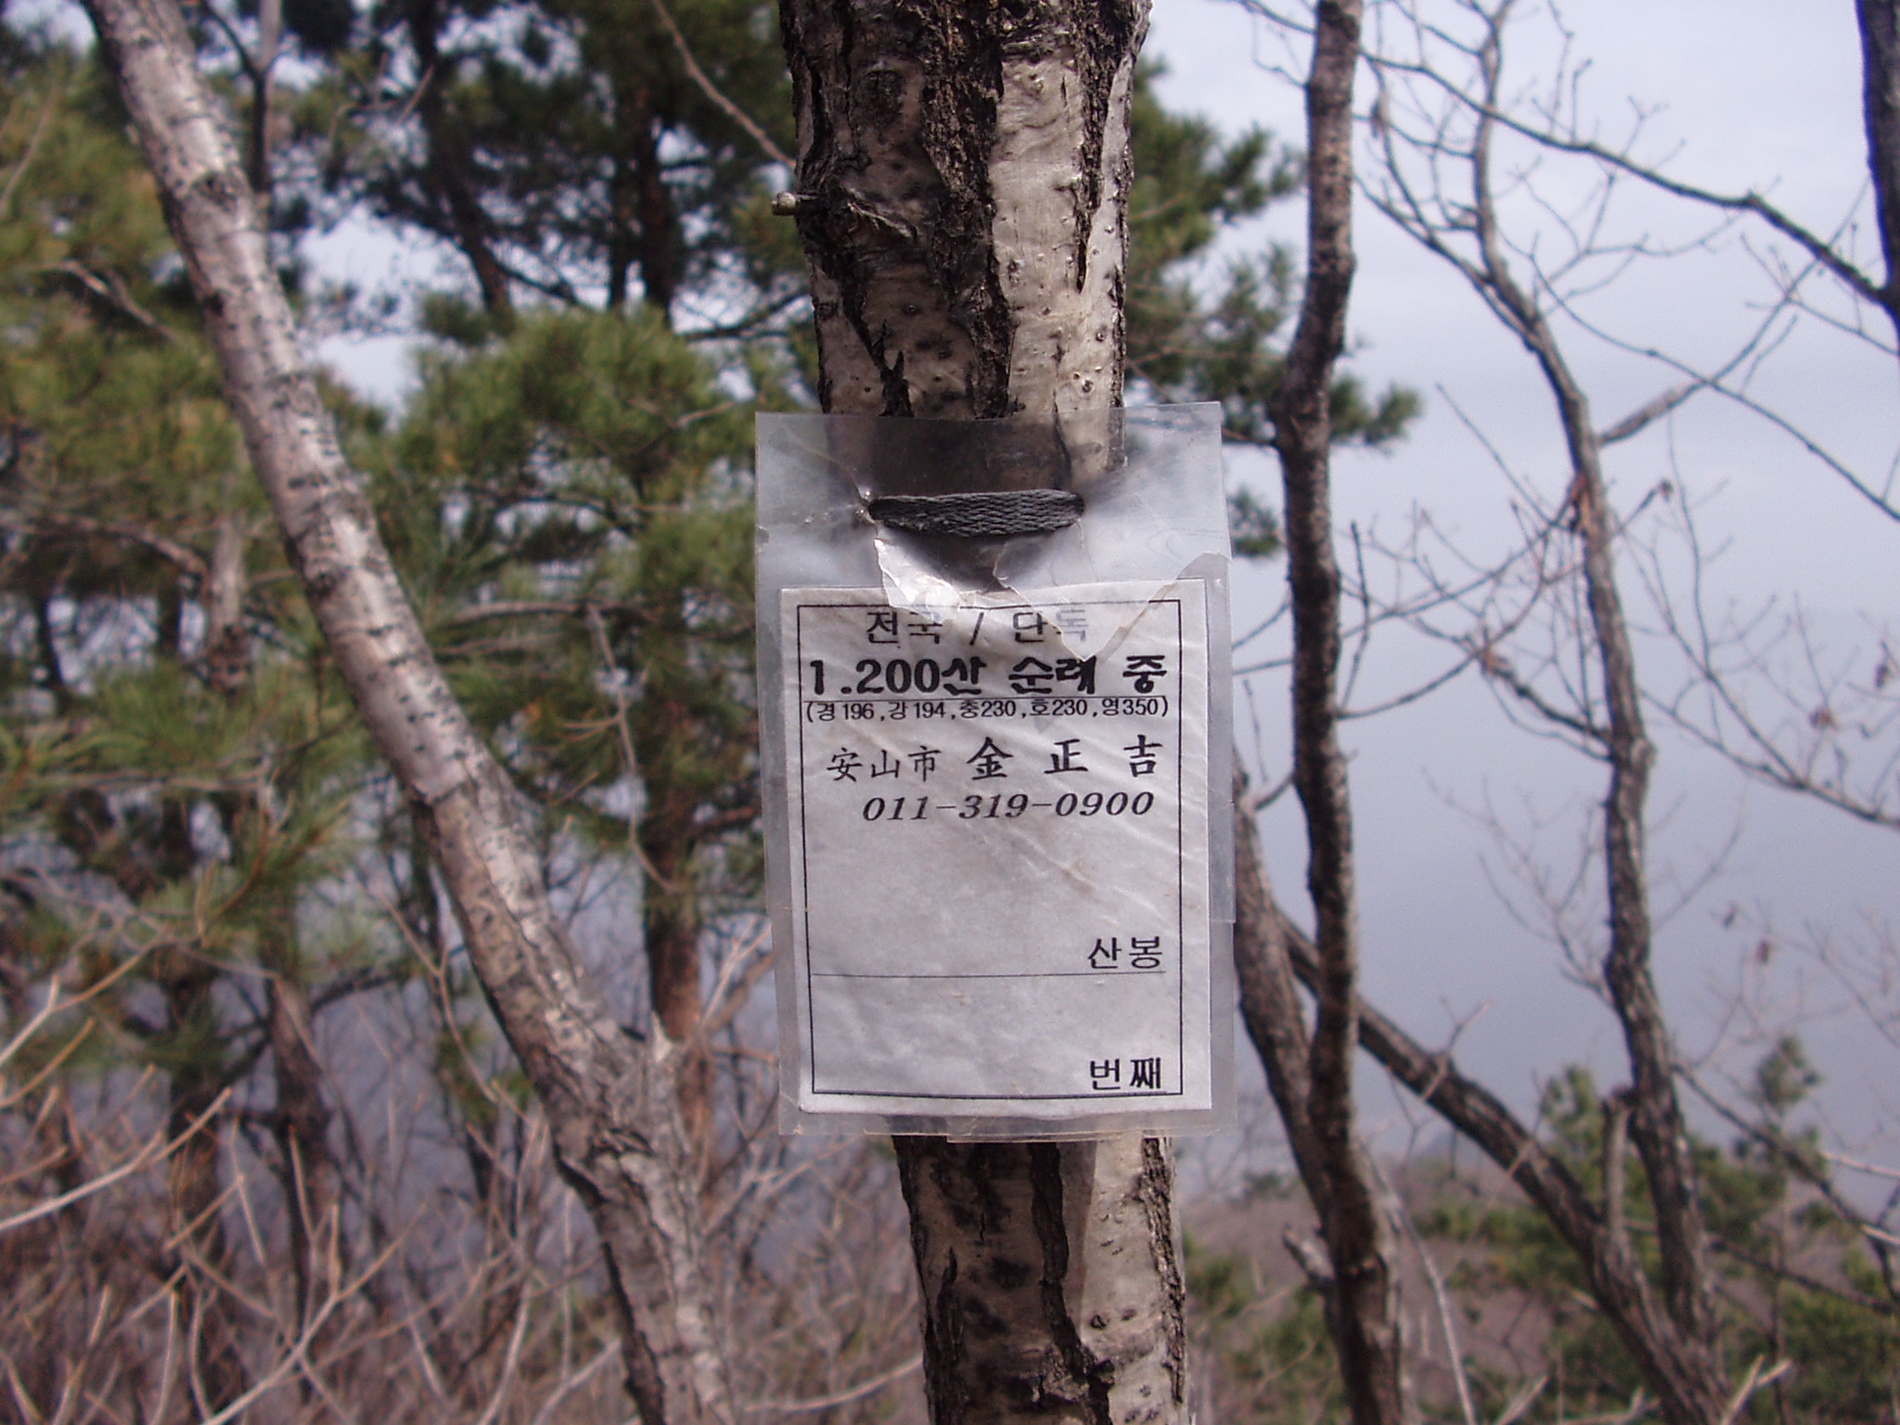 전국 / 단독
1.200산 순례 중
(경196,강194,충230,호230,영350)
安山市 金 正 吉
011-319-0900
산봉
번째